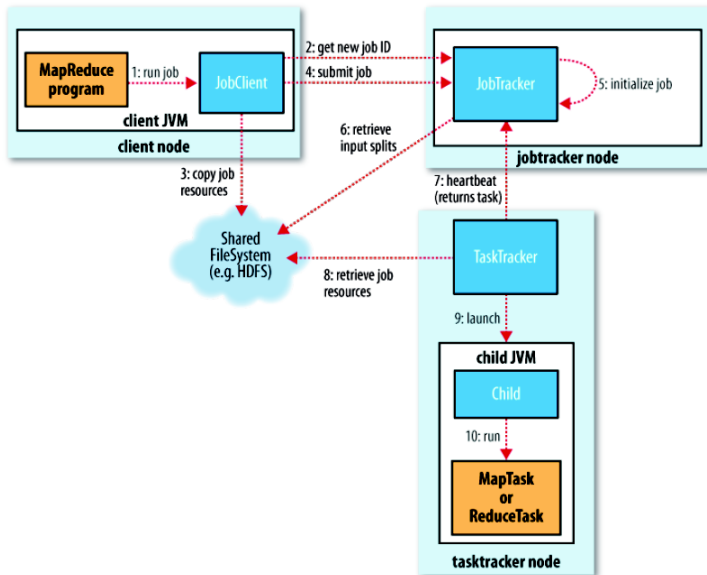 MapReduce
program
1: run job
JobClient
client JVM
client node
2: get new job ID
4: submit job
JobTracker
5: initialize job
jobtracker node
3: copy job
resources
6: retrieve
input splits
7: heartbeat
(returns task)
Shared
FileSystem
(e.g. HDFS)
8: retrieve job
resources
TaskTracker
9: launch
child JVM
Child
10: run
MapTask
or
ReduceTask
tasktracker node